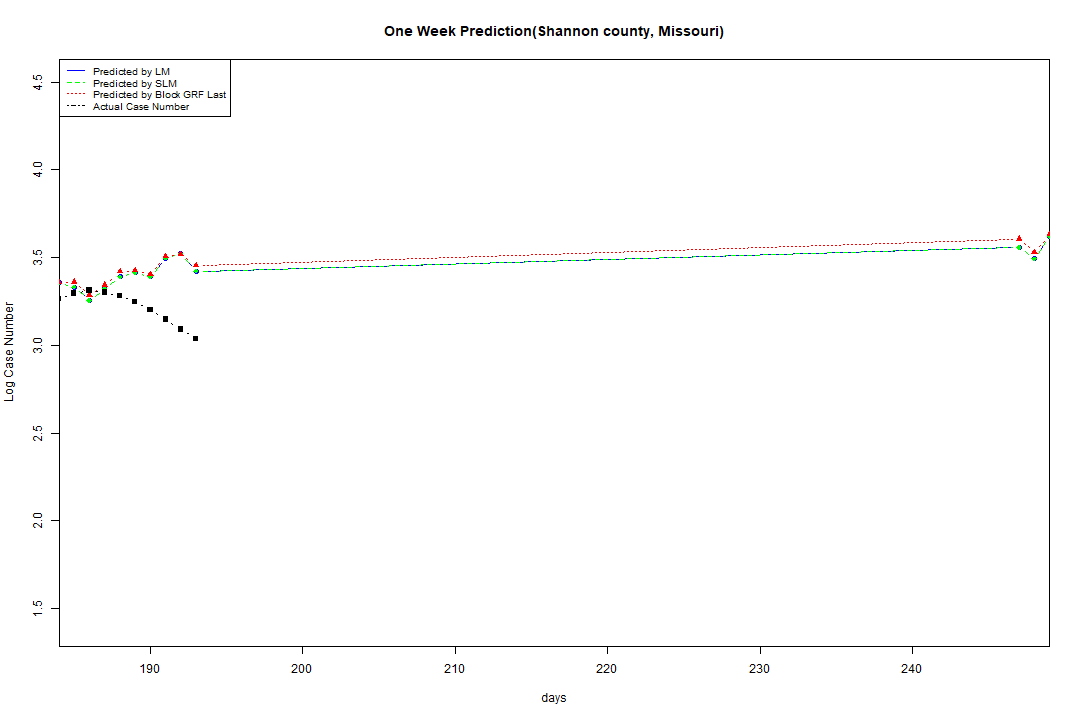 One Week Prediction(Shannon county, Missouri)
Predicted by LM
Predicted by SLM
Predicted by Block GRF Last
Actual Case Number
Log Case Number
4.5
4.0
3.5
3.0
2.5
2.0
1.5
190 200 210 220 230 240
days